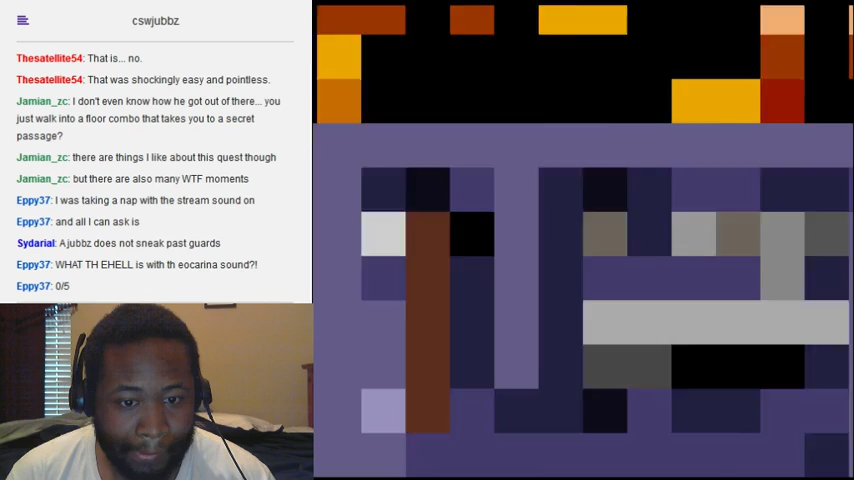 cswjubbz
Thesatellite54: That is... no.
Thesatellite54: That was shockingly easy and pointless.
Jamian_zc: I don't even know how he got out of there... you
just walk into a floor combo that takes you to a secret
passage?
Jamian_zc: there are things I like about this quest though
Jamian_zc: but there are also many WTF moments
Eppy37: I was taking a nap with the stream sound on
Eppy37: and all I can ask is
Sydarial: A jubbz does not sneak past guards
Eppy37: WHAT TH EHELL is with th eocarina sound?!
Eppy37: 0/5